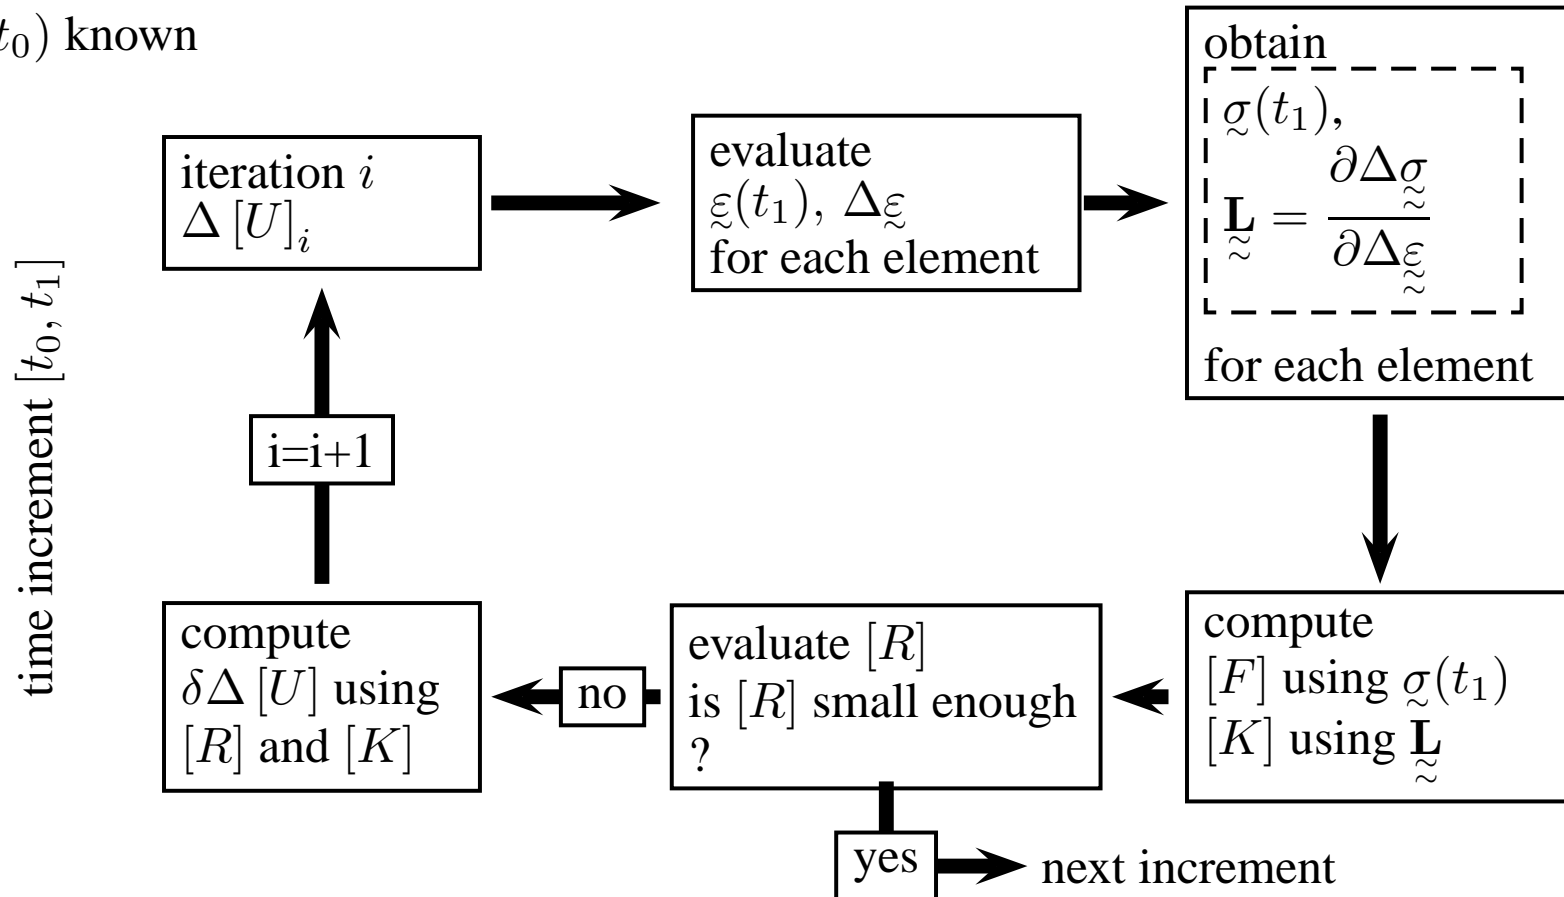 t₀) known
iteration i
Δ [U]ᵢ
evaluate
ε̰(t₁), Δε̰
for each element
obtain
σ̰(t₁),
L̰̰ = ∂Δσ̰ / ∂Δε̰
for each element
time increment [t₀, t₁]
i=i+1
compute
[F] using σ̰(t₁)
[K] using L̰̰
evaluate [R]
is [R] small enough
?
no
compute
δΔ [U] using
[R] and [K]
yes
next increment